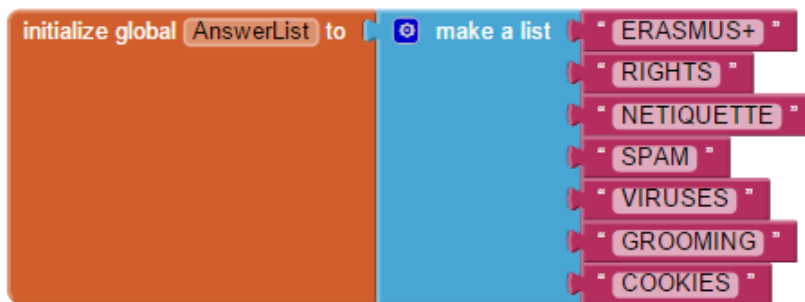 initialize global AnswerList to make a list " ERASMUS+ "
" RIGHTS "
" NETIQUETTE "
" SPAM "
" VIRUSES "
" GROOMING "
" COOKIES "